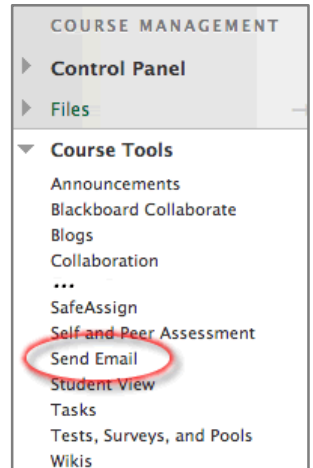 COURSE MANAGEMENT
Control Panel
Files
Course Tools
Announcements
Blackboard Collaborate
Blogs
Collaboration
...
SafeAssign
Self and Peer Assessment
Send Email
Student View
Tasks
Tests, Surveys, and Pools
Wikis